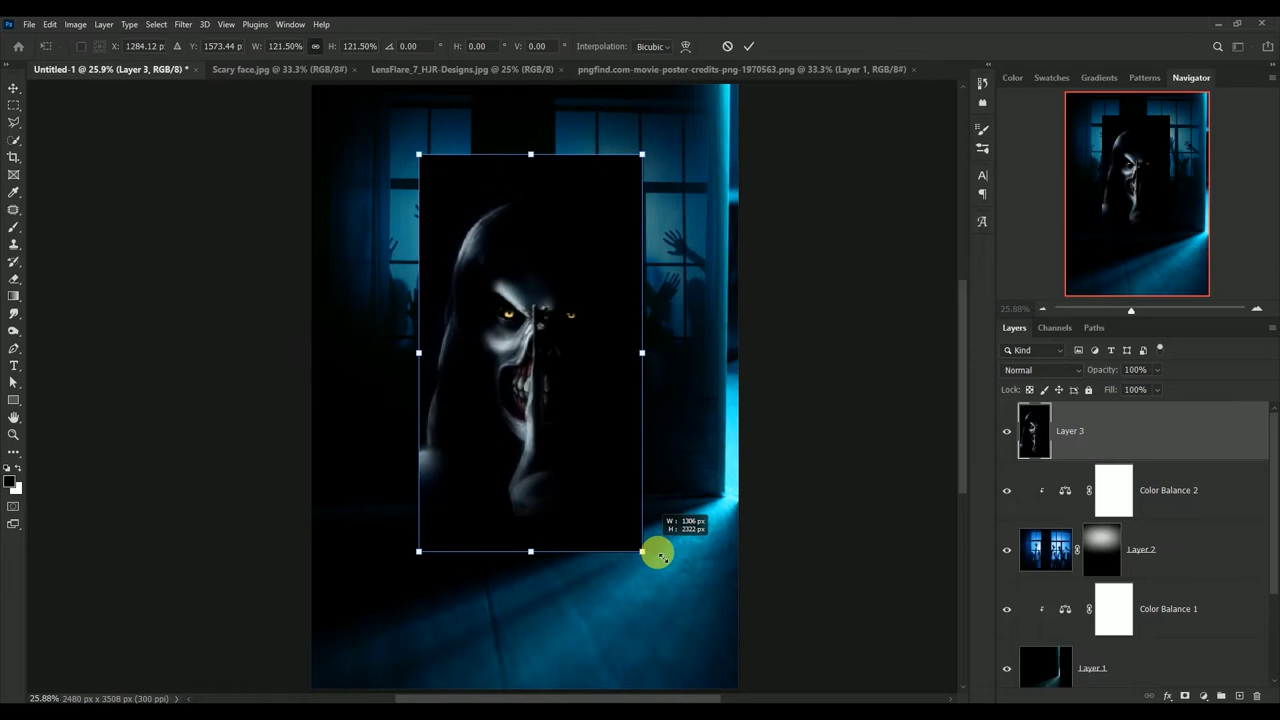 Ps File Edit Image Layer Type Select Filter 3D View Plugins Window Help
X: 1284.12 p Y: 1573.44 p W: 121.50% H: 121.50% 0.00 ° H: 0.00 ° V: 0.00 ° Interpolation: Bicubic
Untitled-1 @ 25.9% (Layer 3, RGB/8) * × Scary face.jpg @ 33.3% (RGB/8#) × LensFlare_7_HJR-Designs.jpg @ 25% (RGB/8) × pngfind.com-movie-poster-credits-png-1970563.png @ 33.3% (Layer 1, RGB/8#) ×
Color Swatches Gradients Patterns Navigator
25.88%
Layers Channels Paths
Kind
Normal Opacity: 100%
Lock: Fill: 100%
Layer 3
Color Balance 2
W: 1306 px
H: 2322 px
Layer 2
Color Balance 1
Layer 1
25.88% 2480 px x 3508 px (300 ppi)